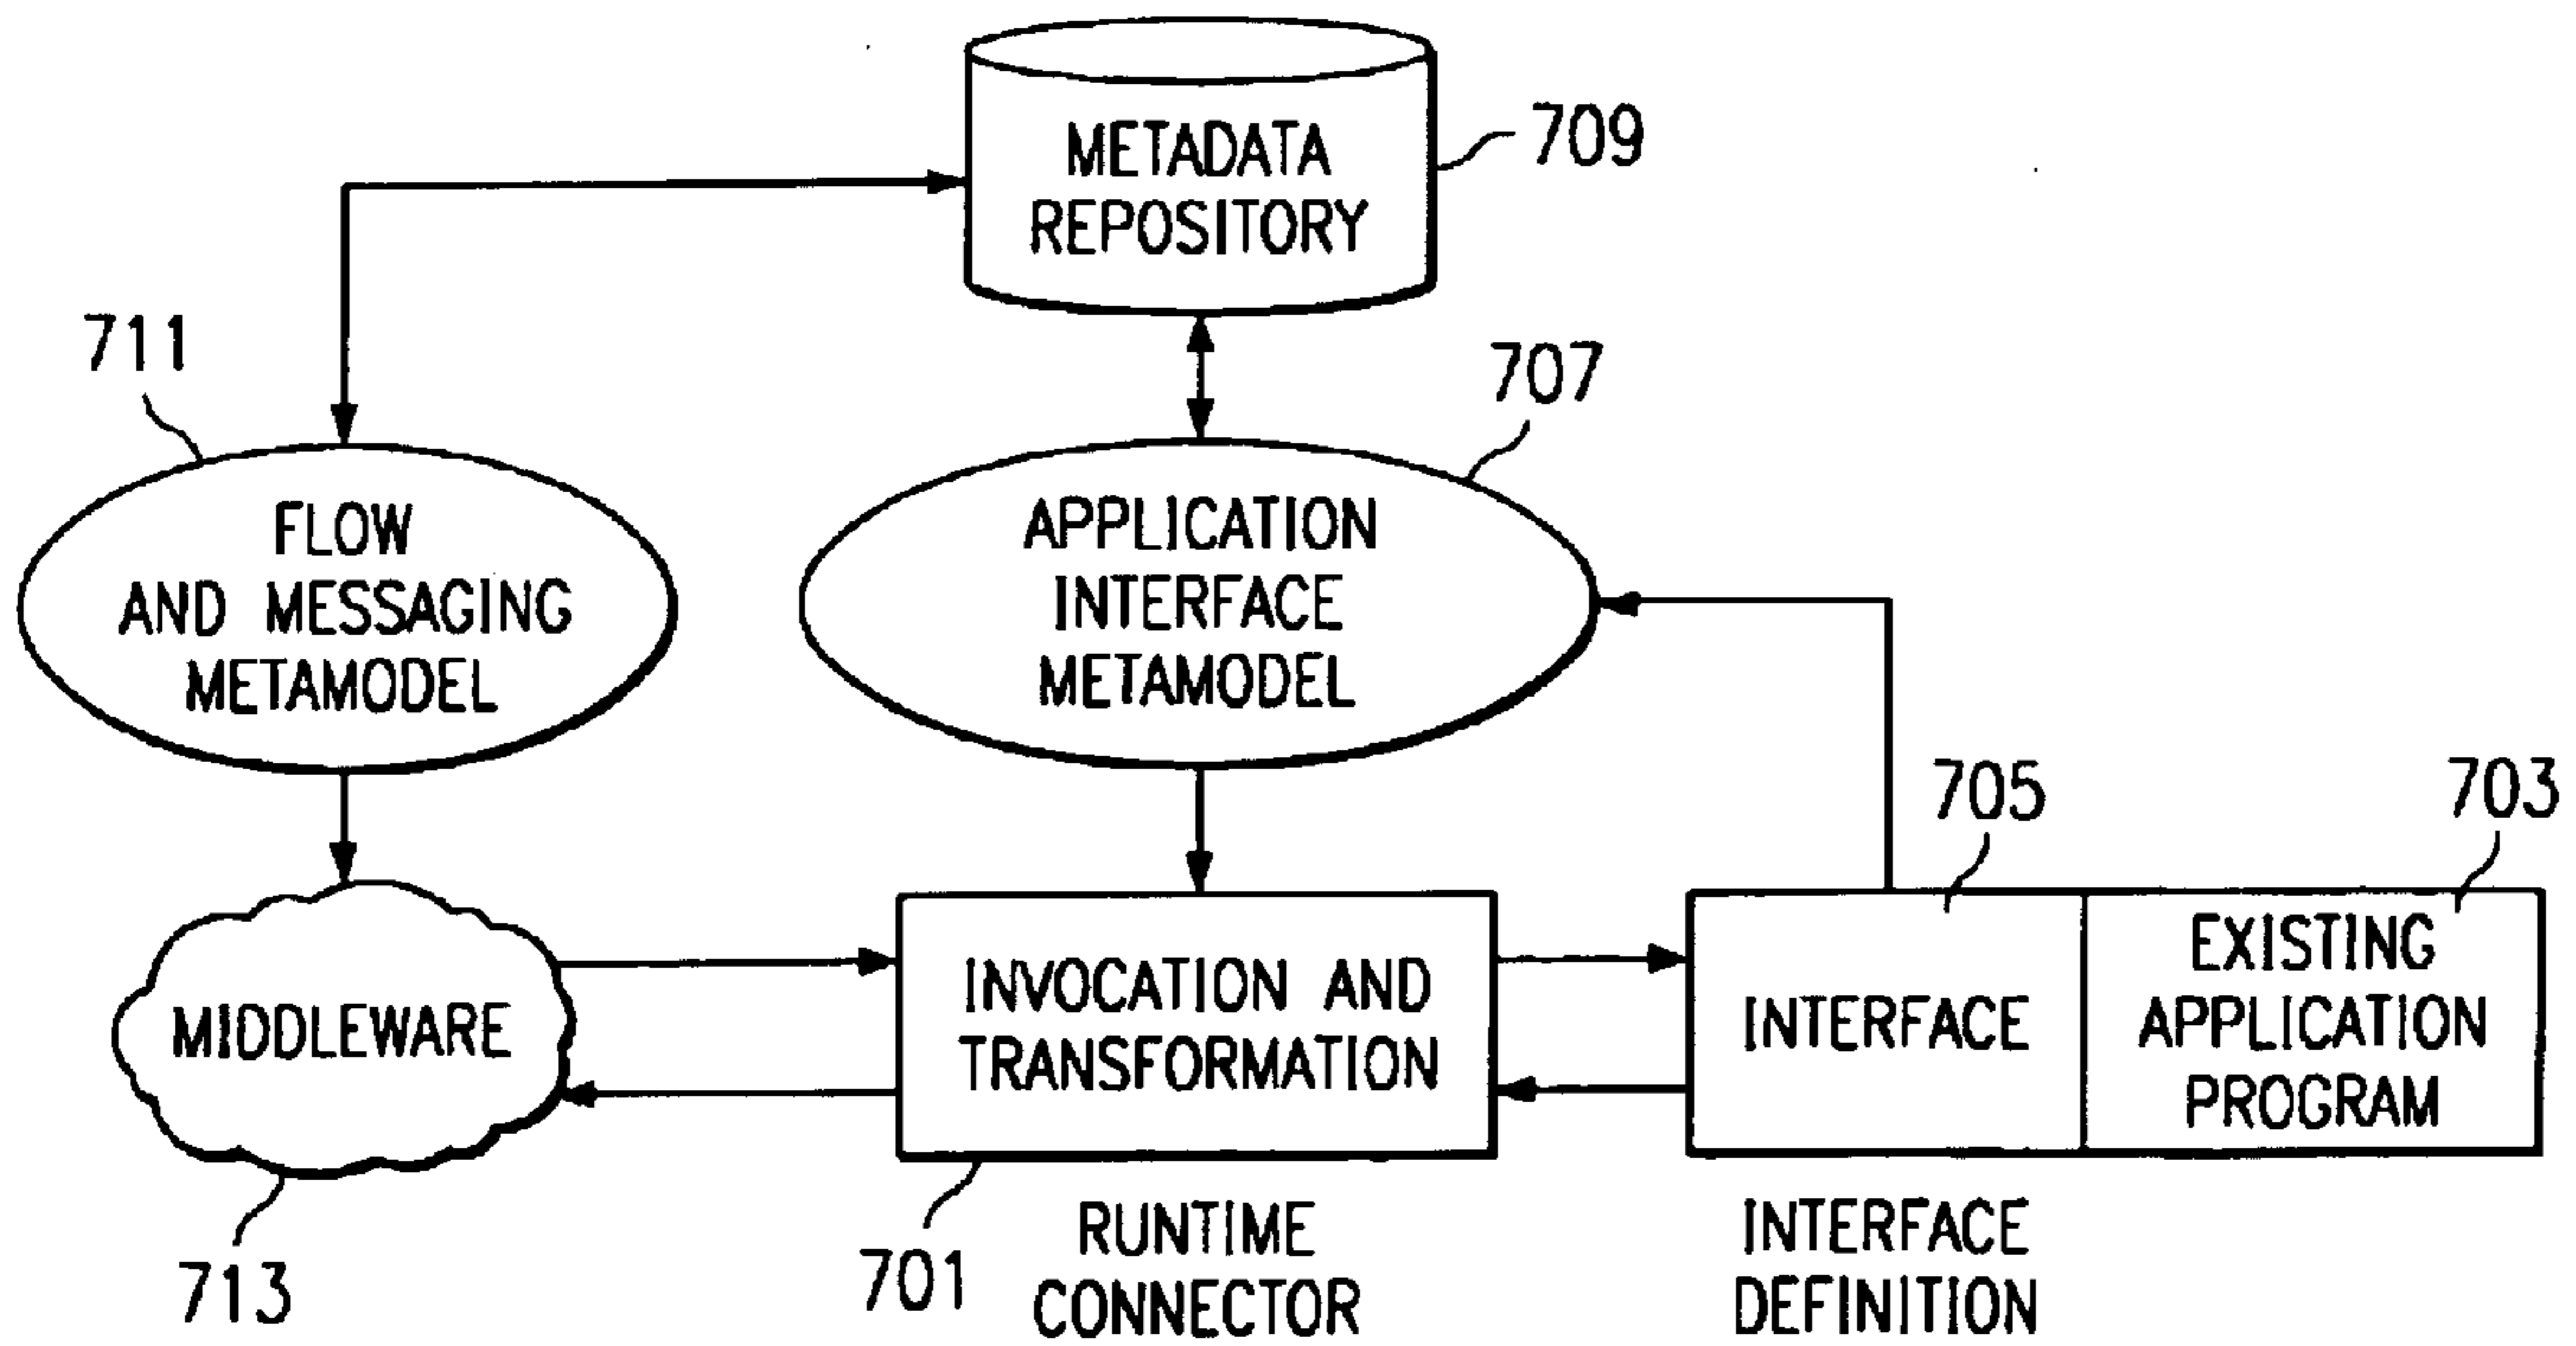 METADATA
REPOSITORY
709
711
707
FLOW
AND MESSAGING
METAMODEL
APPLICATION
INTERFACE
METAMODEL
705
703
MIDDLEWARE
INVOCATION AND
TRANSFORMATION
INTERFACE
EXISTING
APPLICATION
PROGRAM
713
701
RUNTIME
CONNECTOR
INTERFACE
DEFINITION